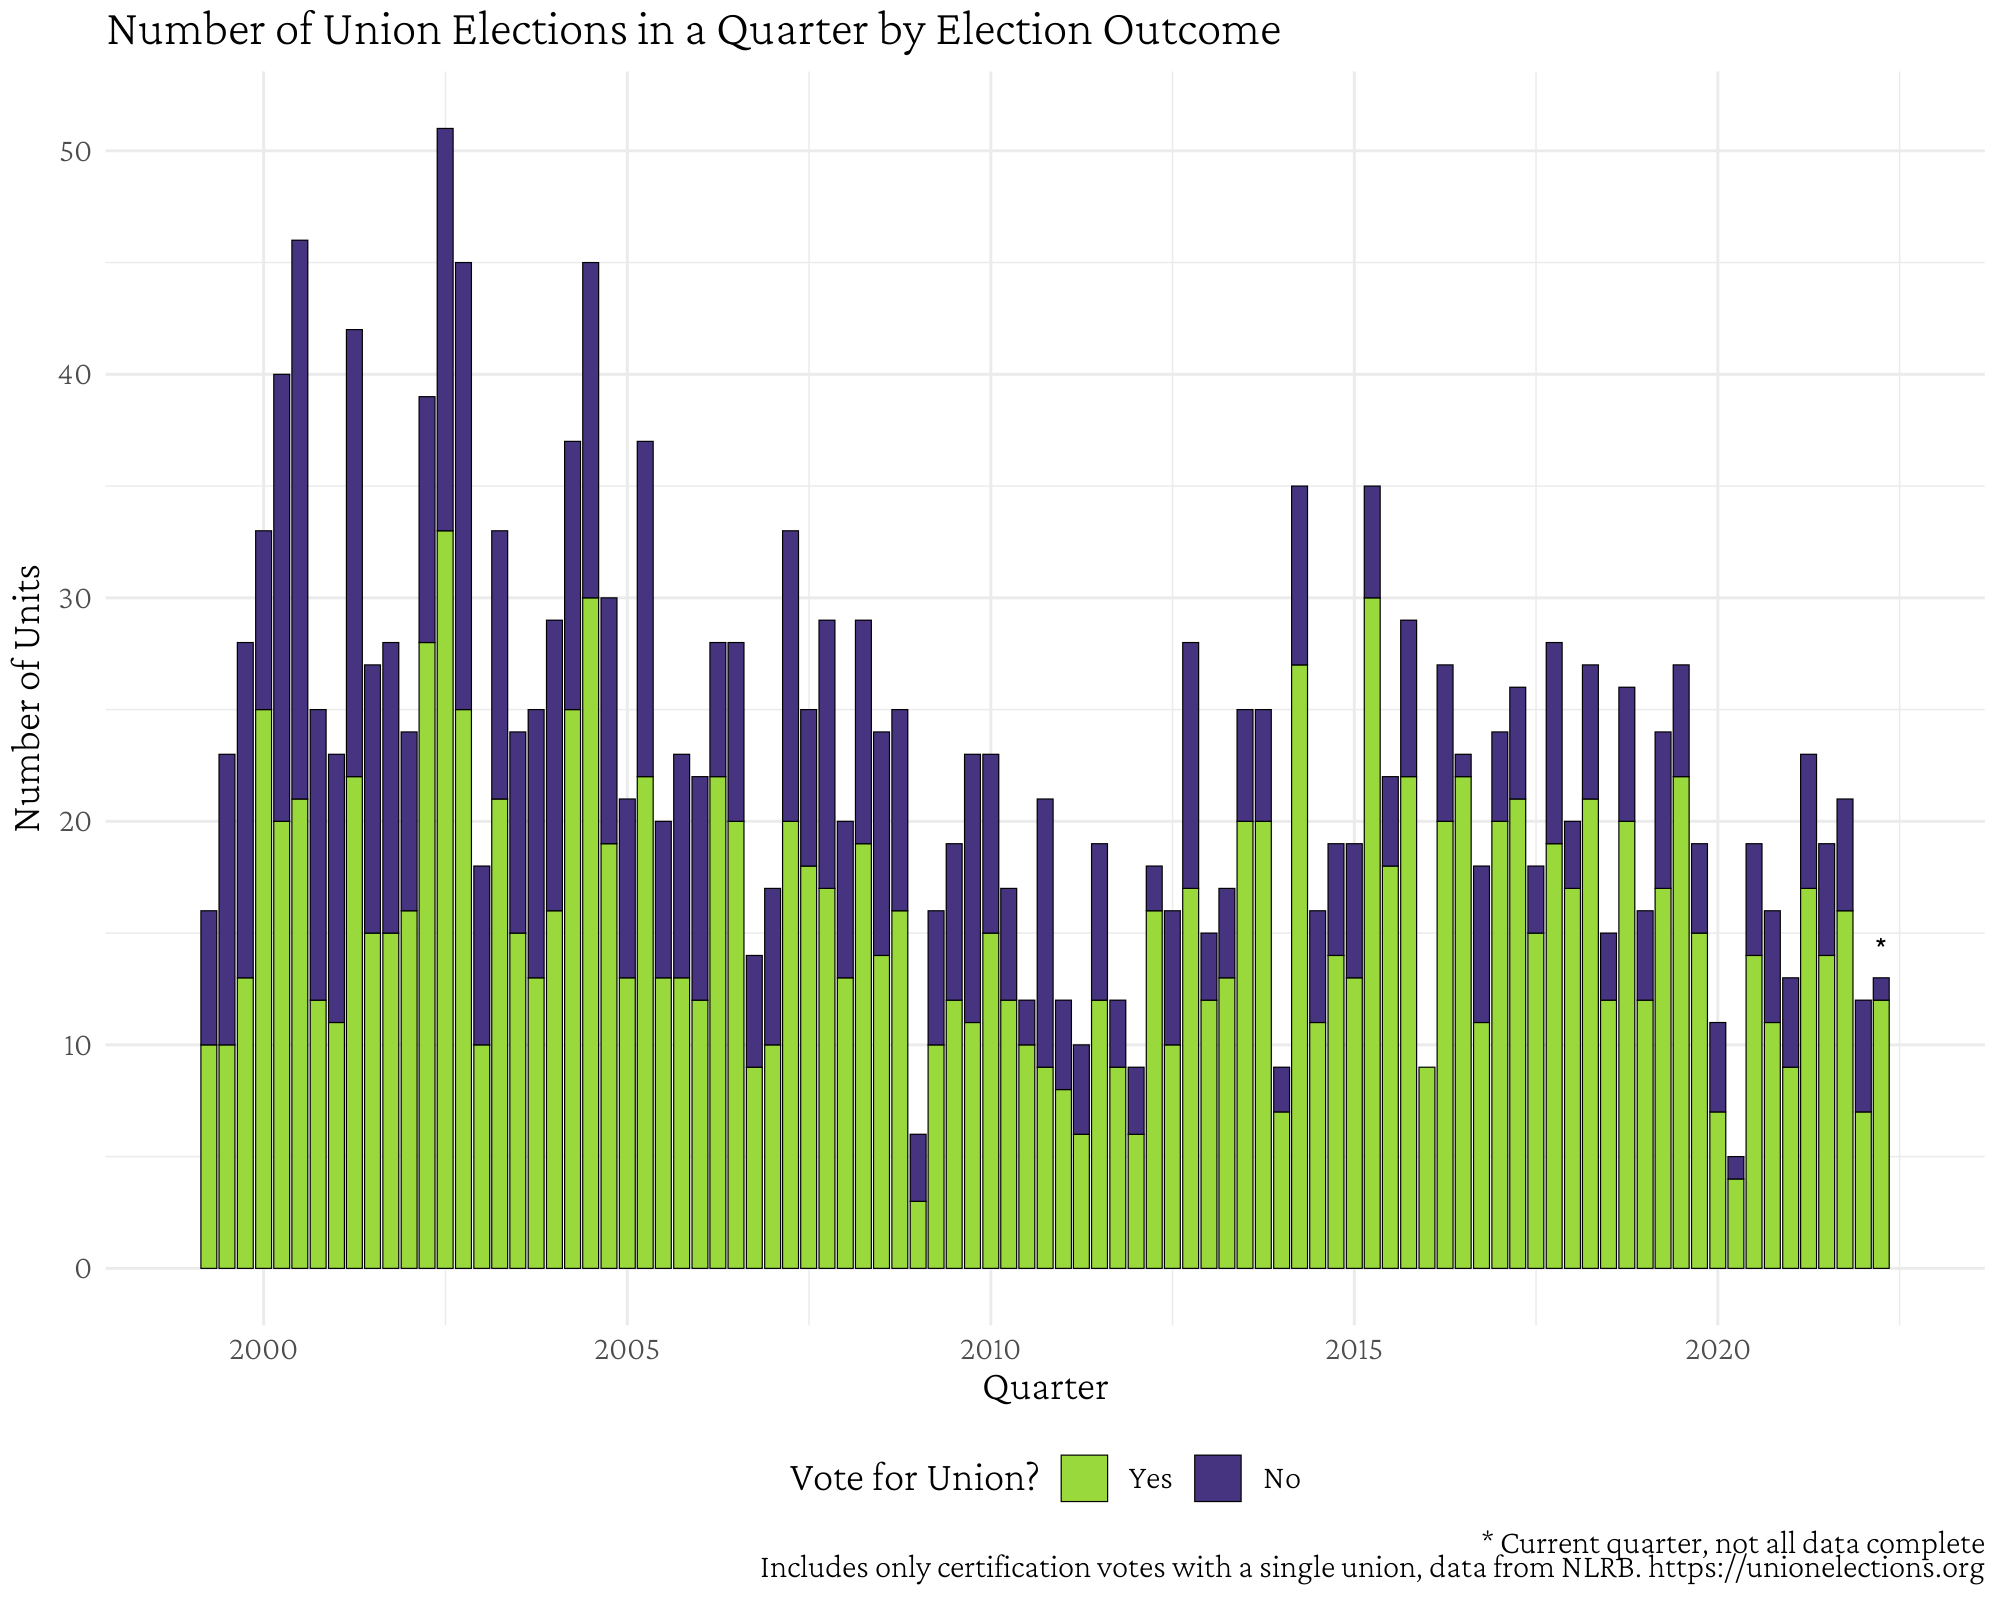 Number of Union Elections in a Quarter by Election Outcome
Number of Units
50
40
30
20
10
0
*
2000 2005 2010 2015 2020
Quarter
Vote for Union? Yes No
* Current quarter, not all data complete
Includes only certification votes with a single union, data from NLRB. https://unionelections.org